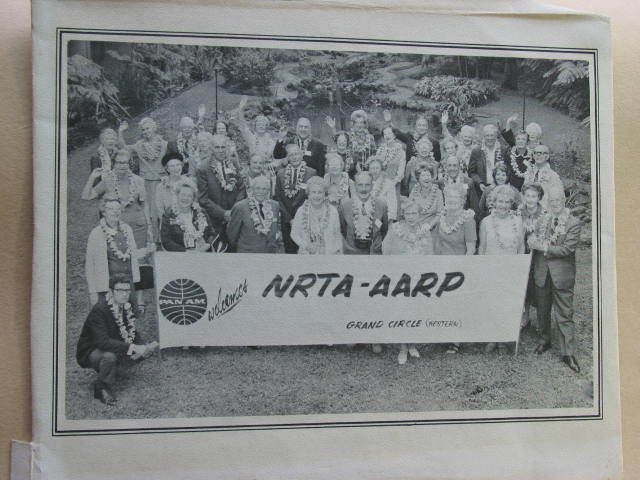 PAN AM
welcomes
NRTA-AARP
GRAND CIRCLE (WESTERN)